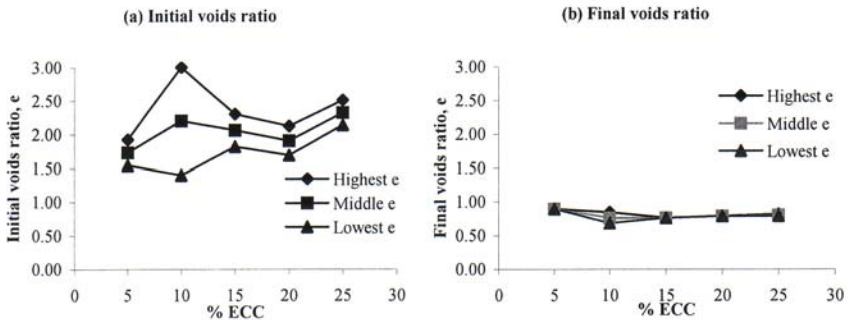 (a) Initial voids ratio
Initial voids ratio, e
3.00
2.50
2.00
1.50
1.00
0.50
0.00
0 5 10 15 20 25 30
% ECC
Highest e
Middle e
Lowest e
(b) Final voids ratio
Final voids ratio, e
3.00
2.50
2.00
1.50
1.00
0.50
0.00
0 5 10 15 20 25 30
% ECC
Highest e
Middle e
Lowest e